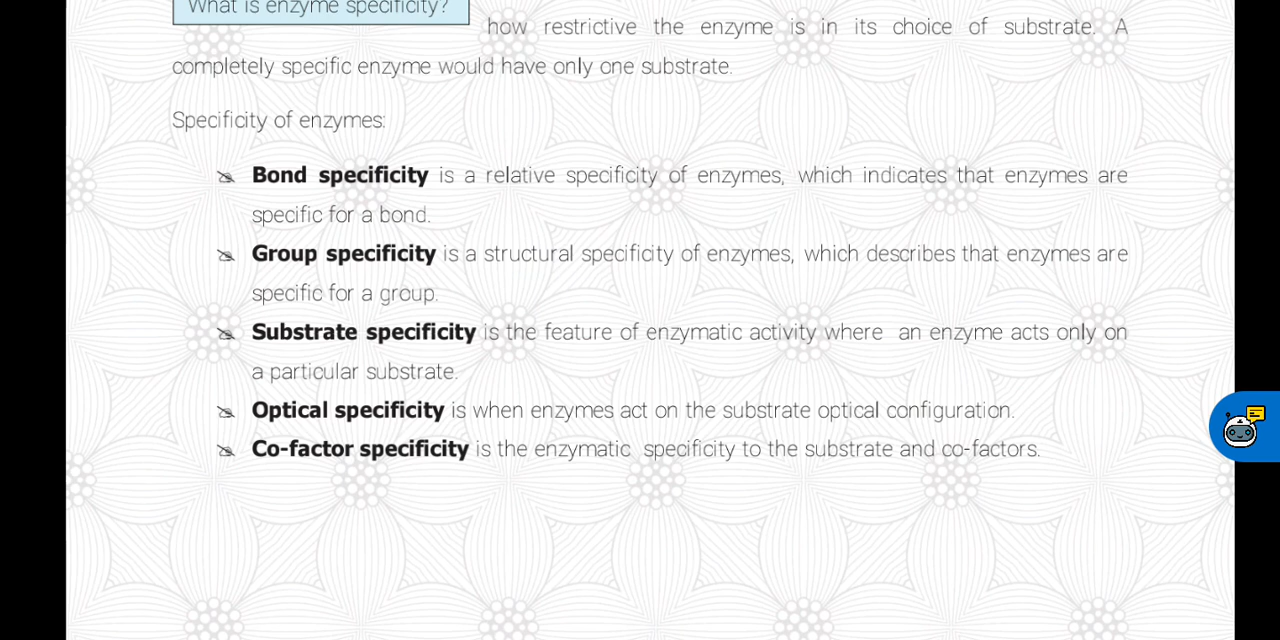 What is enzyme specificity?
how restrictive the enzyme is in its choice of substrate. A
completely specific enzyme would have only one substrate.
Specificity of enzymes:
Bond specificity is a relative specificity of enzymes, which indicates that enzymes are
specific for a bond.
Group specificity is a structural specificity of enzymes, which describes that enzymes are
specific for a group.
Substrate specificity is the feature of enzymatic activity where an enzyme acts only on
a particular substrate.
Optical specificity is when enzymes act on the substrate optical configuration.
Co-factor specificity is the enzymatic specificity to the substrate and co-factors.